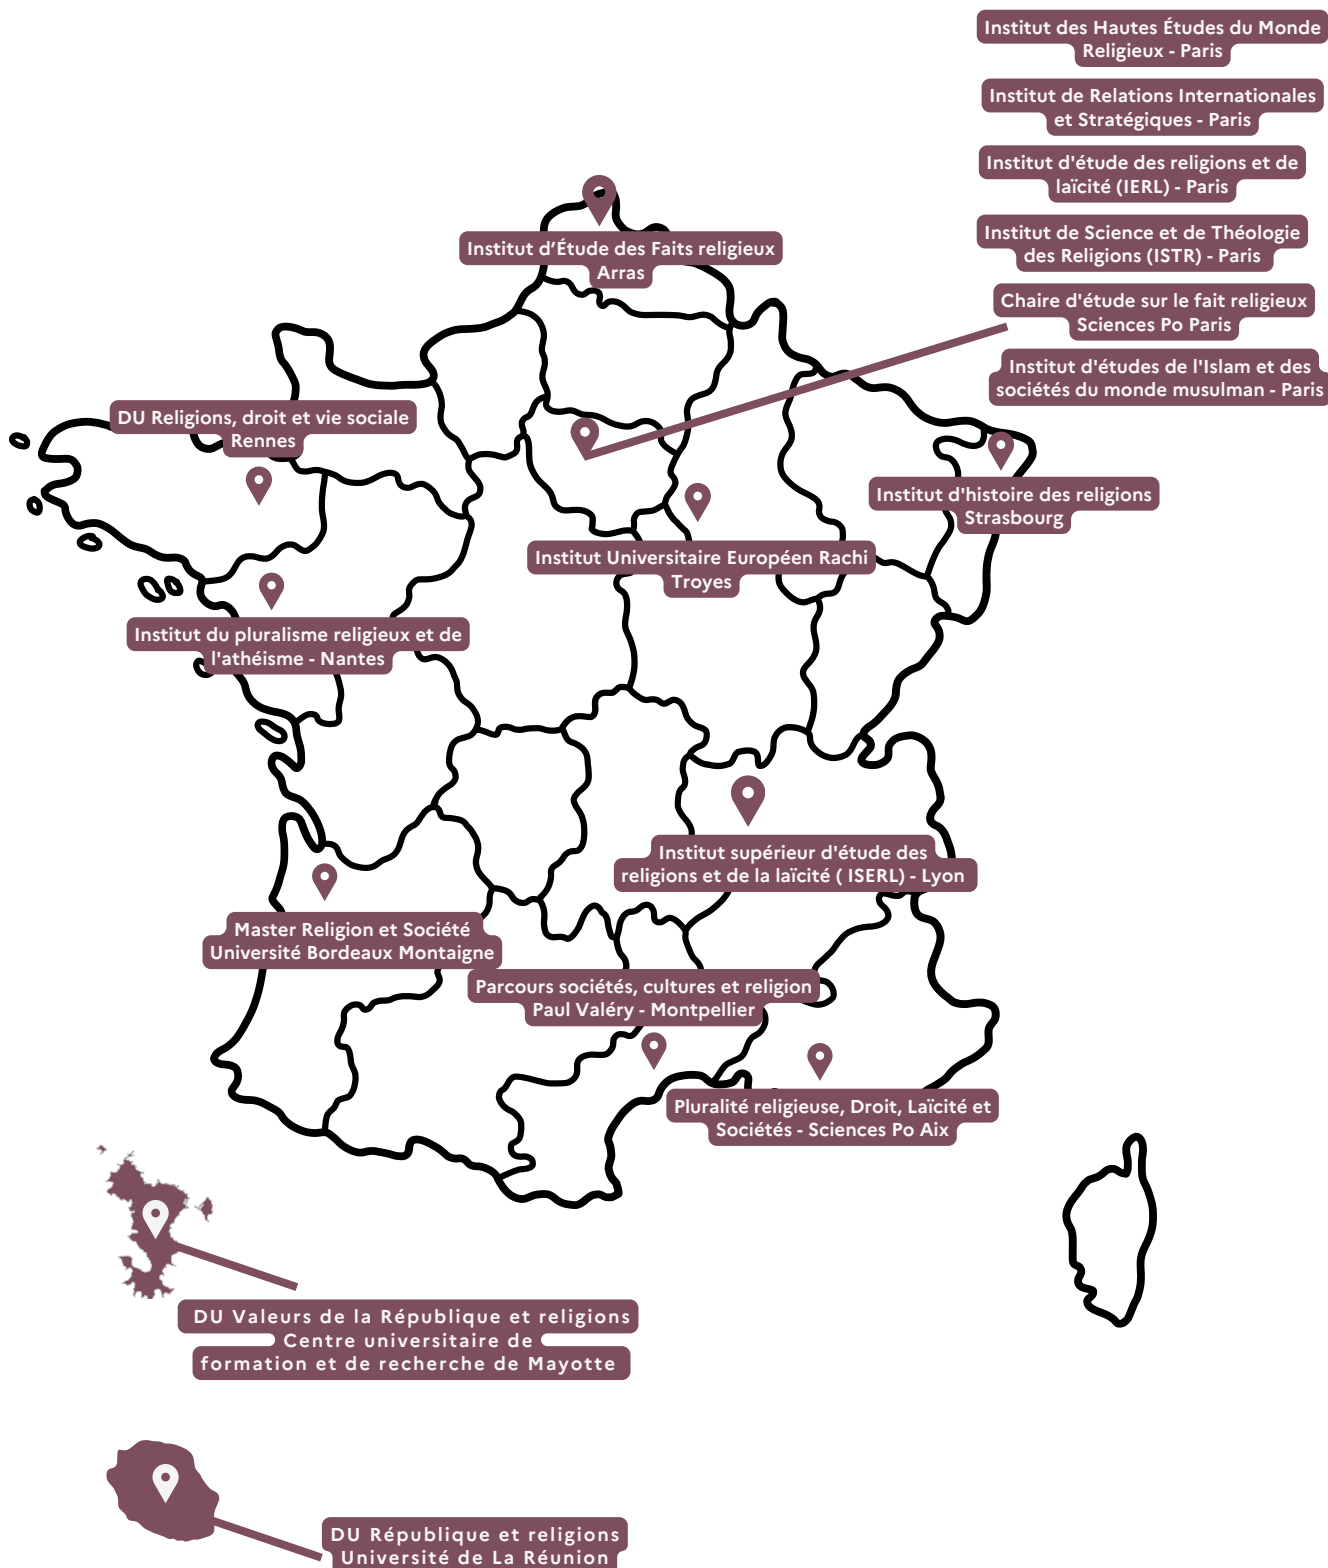 Institut des Hautes Études du Monde
Religieux - Paris
Institut de Relations Internationales
et Stratégiques - Paris
Institut d'étude des religions et de
laïcité (IERL) - Paris
Institut de Science et de Théologie
des Religions (ISTR) - Paris
Chaire d'étude sur le fait religieux
Sciences Po Paris
Institut d'études de l'Islam et des
sociétés du monde musulman - Paris
Institut d’Étude des Faits religieux
Arras
DU Religions, droit et vie sociale
Rennes
Institut d'histoire des religions
Strasbourg
Institut Universitaire Européen Rachi
Troyes
Institut du pluralisme religieux et de
l'athéisme - Nantes
Institut supérieur d'étude des
religions et de la laïcité ( ISERL) - Lyon
Master Religion et Société
Université Bordeaux Montaigne
Parcours sociétés, cultures et religion
Paul Valéry - Montpellier
Pluralité religieuse, Droit, Laïcité et
Sociétés - Sciences Po Aix
DU Valeurs de la République et religions
Centre universitaire de
formation et de recherche de Mayotte
DU République et religions
Université de La Réunion